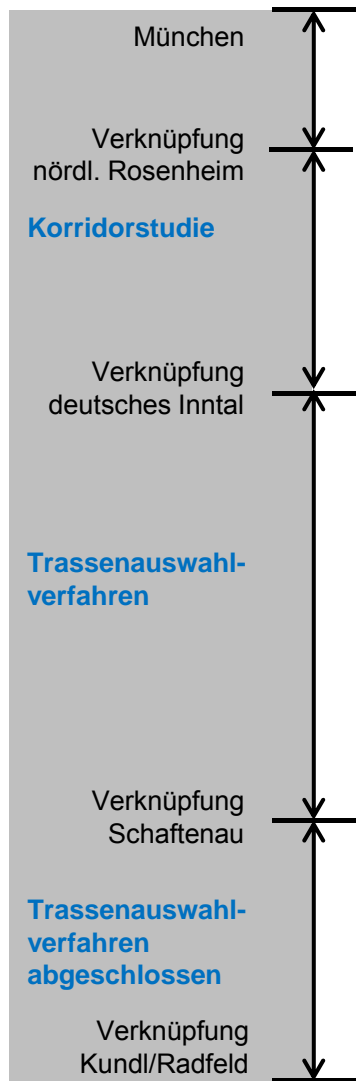 München
Verknüpfung
nördl. Rosenheim
Korridorstudie
Verknüpfung
deutsches Inntal
Trassenauswahl-
verfahren
Verknüpfung
Schaftenau
Trassenauswahl-
verfahren
abgeschlossen
Verknüpfung
Kundl/Radfeld